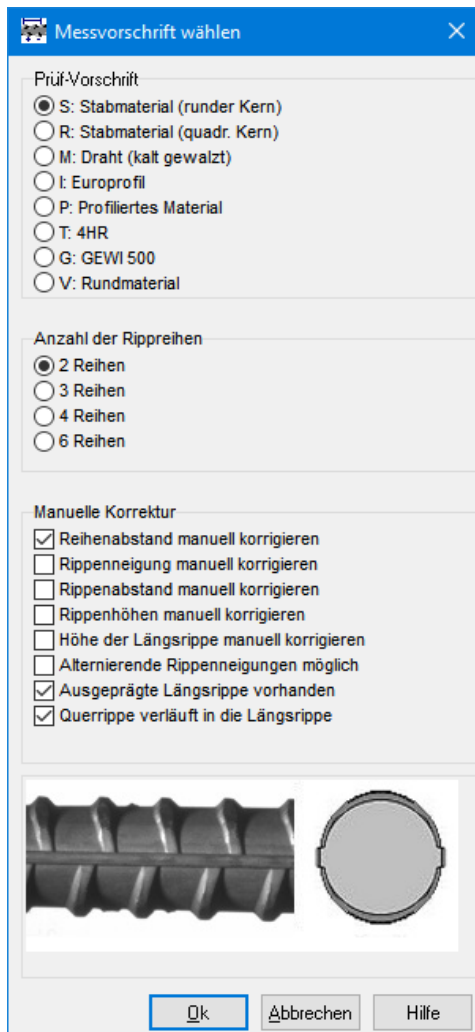 Messvorschrift wählen
Prüf-Vorschrift
S: Stabmaterial (runder Kern)
R: Stabmaterial (quadr. Kern)
M: Draht (kalt gewalzt)
I: Europrofil
P: Profiliertes Material
T: 4HR
G: GEWI 500
V: Rundmaterial
Anzahl der Rippreihen
2 Reihen
3 Reihen
4 Reihen
6 Reihen
Manuelle Korrektur
Reihenabstand manuell korrigieren
Rippenneigung manuell korrigieren
Rippenabstand manuell korrigieren
Rippenhöhen manuell korrigieren
Höhe der Längsrippe manuell korrigieren
Alternierende Rippenneigungen möglich
Ausgeprägte Längsrippe vorhanden
Querrippe verläuft in die Längsrippe
Ok Abbrechen Hilfe